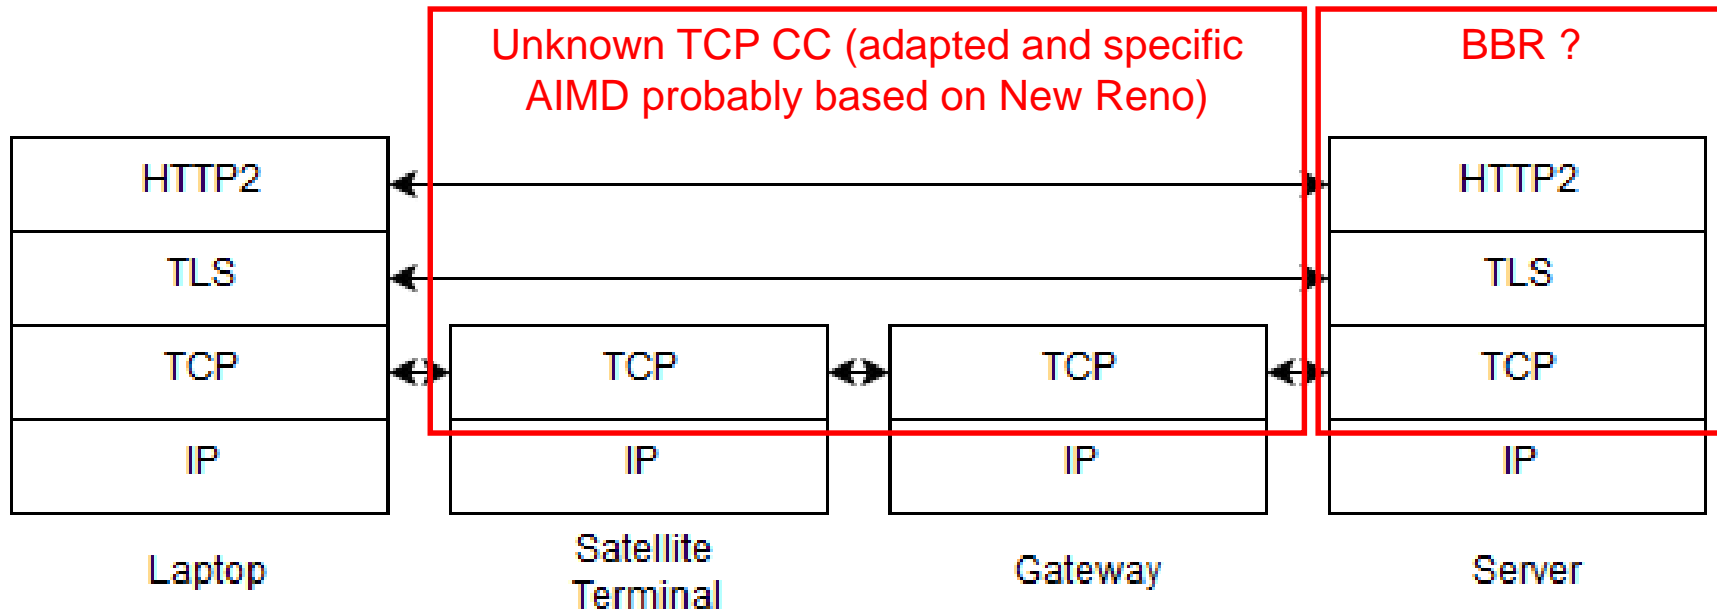 Unknown TCP CC (adapted and specific
AIMD probably based on New Reno)
BBR ?
HTTP2
HTTP2
TLS
TLS
TCP
TCP
TCP
TCP
IP
IP
IP
IP
Laptop
Satellite
Terminal
Gateway
Server